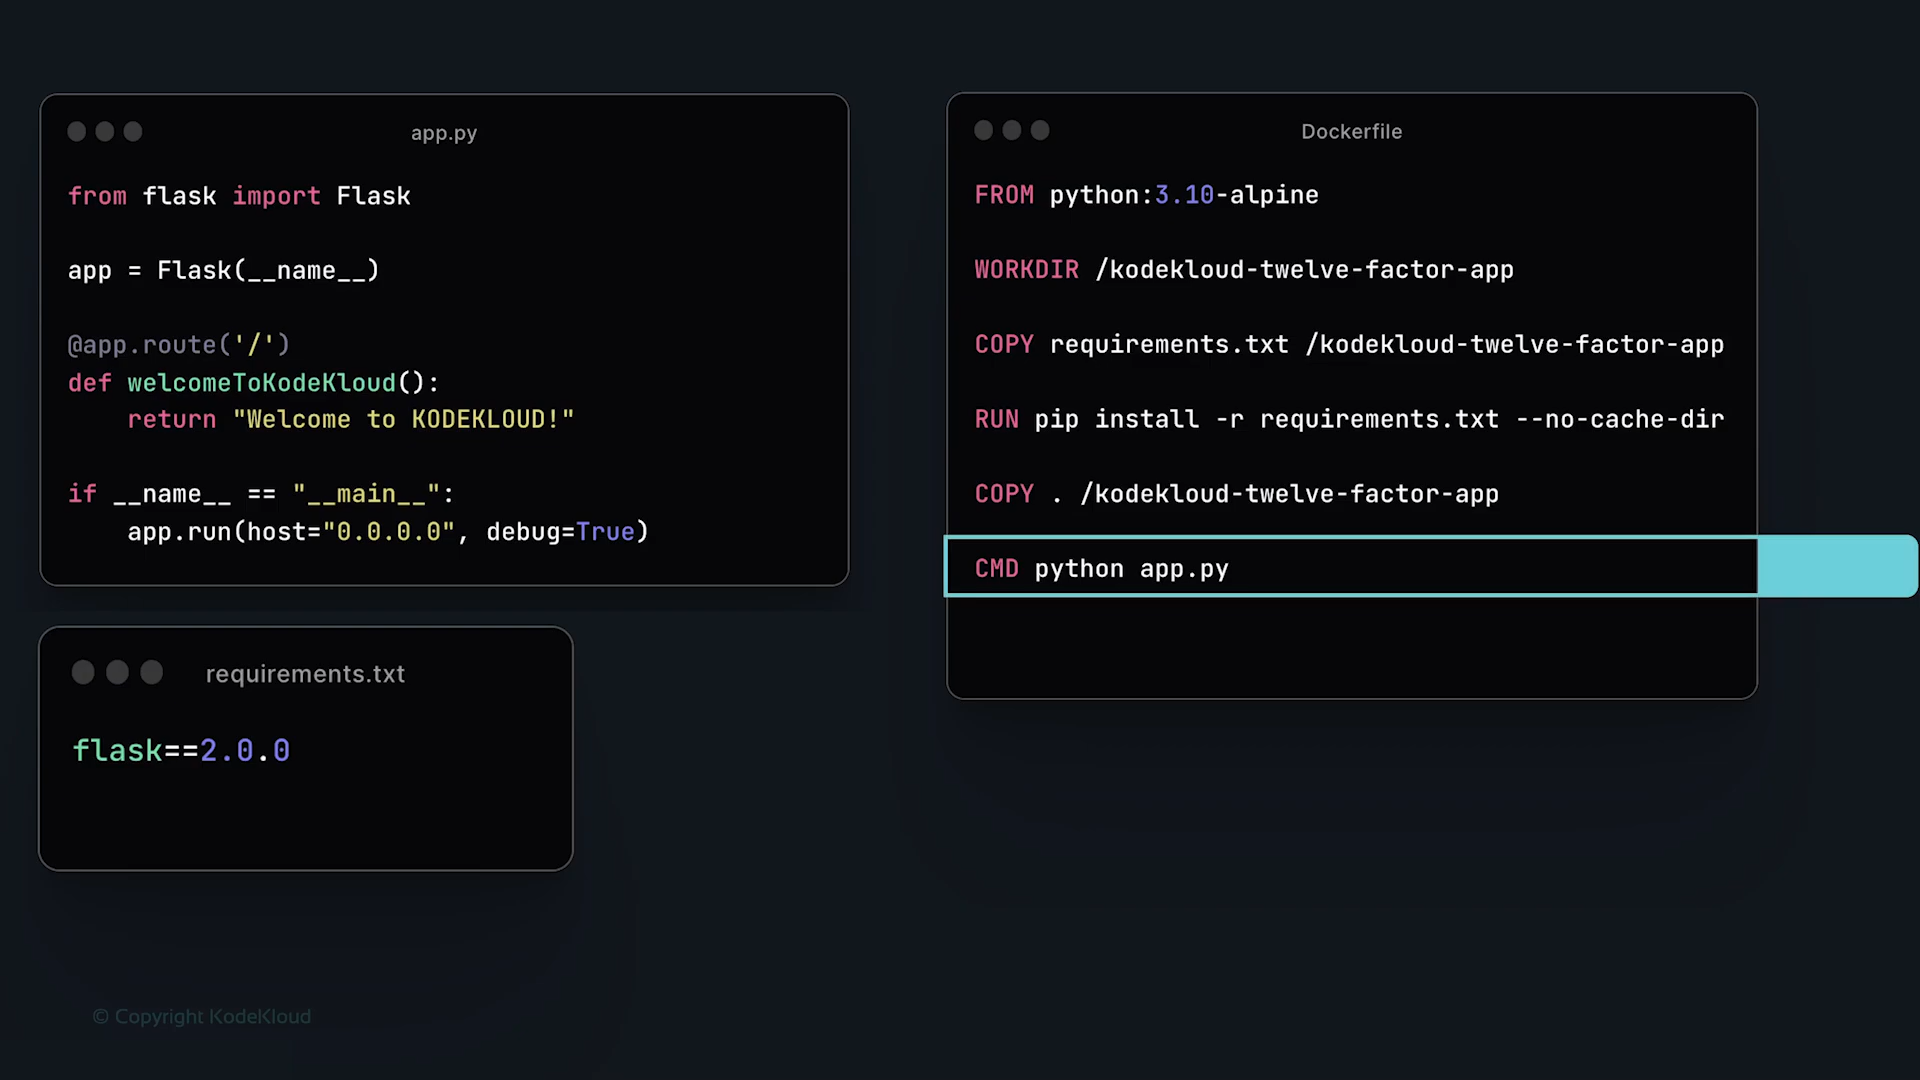 app.py
from flask import Flask
app = Flask(__name__)
@app.route('/')
def welcomeToKodeKloud():
    return "Welcome to KODEKLOUD!"
if __name__ == "__main__":
    app.run(host="0.0.0.0", debug=True)
requirements.txt
flask==2.0.0
Dockerfile
FROM python:3.10-alpine
WORKDIR /kodekloud-twelve-factor-app
COPY requirements.txt /kodekloud-twelve-factor-app
RUN pip install -r requirements.txt --no-cache-dir
COPY . /kodekloud-twelve-factor-app
CMD python app.py
© Copyright KodeKloud